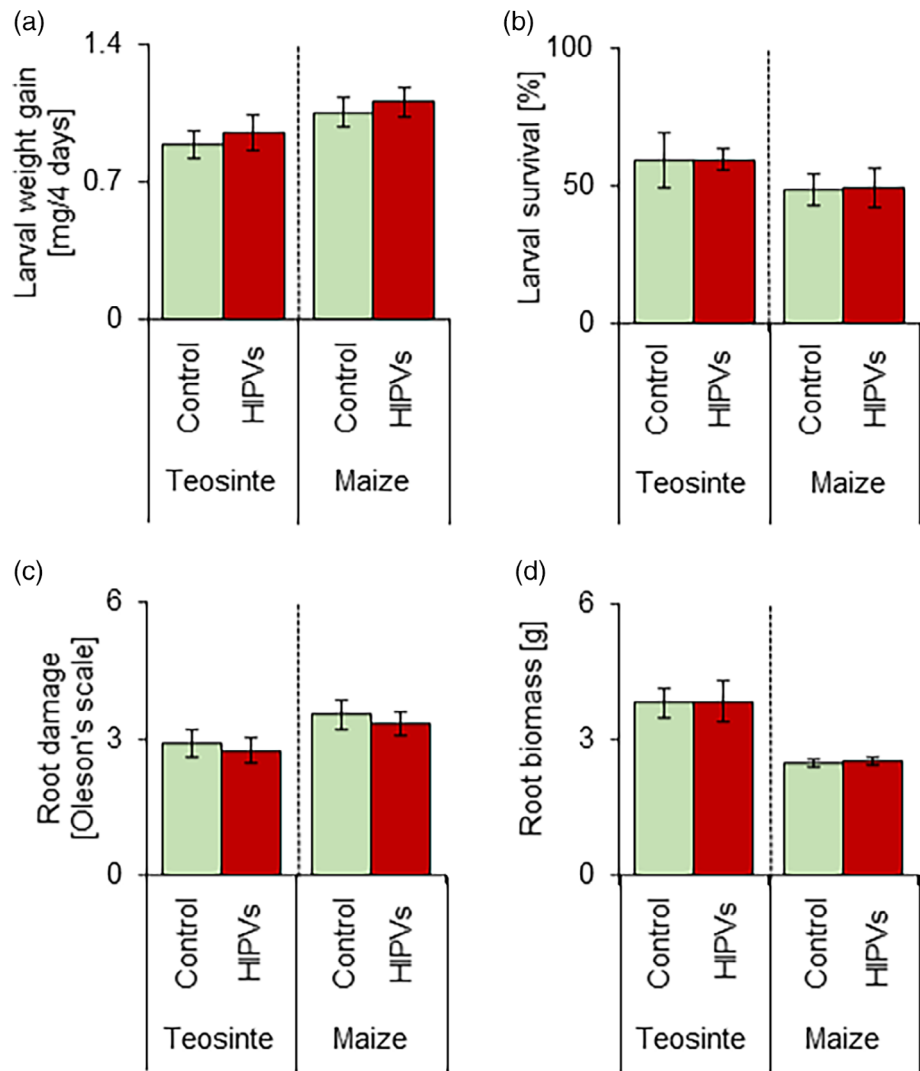 (a)
Larval weight gain
[mg/4 days]
1.4
0.7
0
Control
HIPVs
Control
HIPVs
Teosinte
Maize
(b)
Larval survival [%]
100
50
0
Control
HIPVs
Control
HIPVs
Teosinte
Maize
(c)
Root damage
[Oleson's scale]
6
3
0
Control
HIPVs
Control
HIPVs
Teosinte
Maize
(d)
Root biomass [g]
6
3
0
Control
HIPVs
Control
HIPVs
Teosinte
Maize